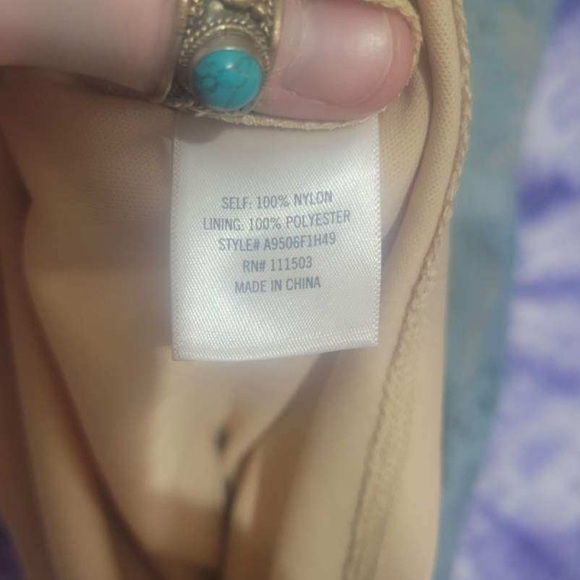 SELF: 100% NYLON
LINING: 100% POLYESTER
STYLE# A9506F1H49
RN# 111503
MADE IN CHINA